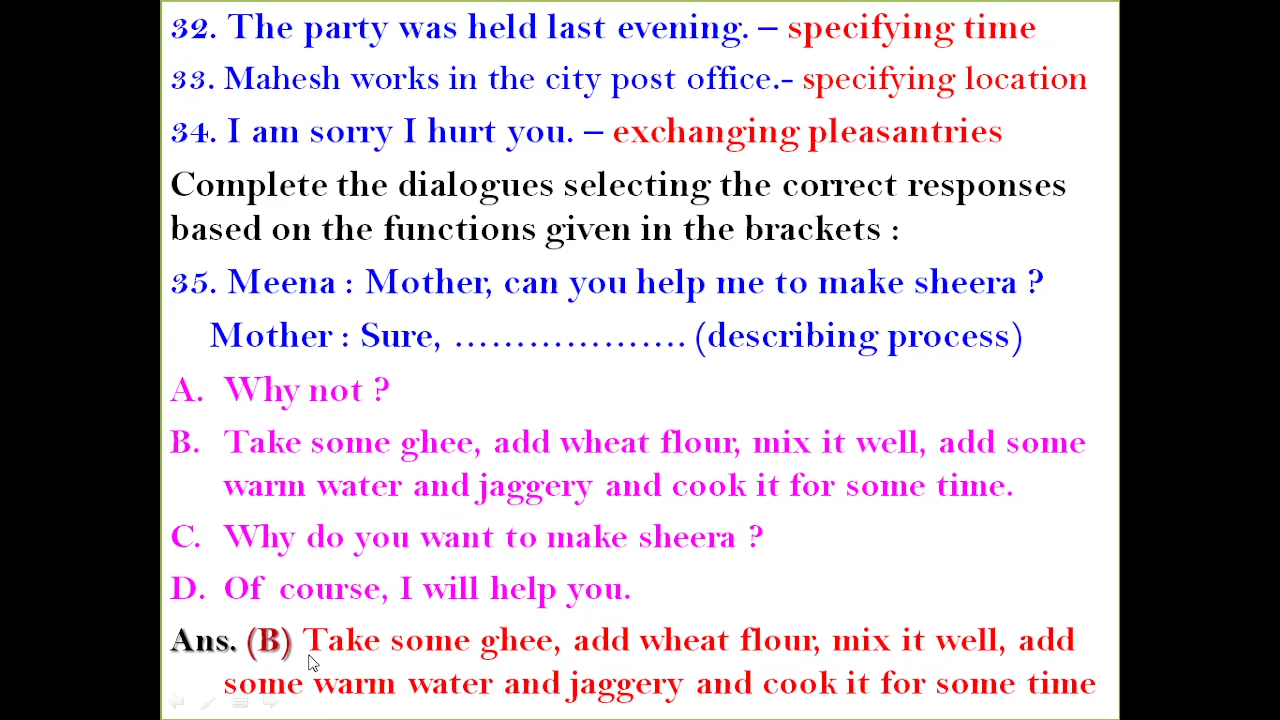 32. The party was held last evening. – specifying time
33. Mahesh works in the city post office.- specifying location
34. I am sorry I hurt you. – exchanging pleasantries
Complete the dialogues selecting the correct responses
based on the functions given in the brackets :
35. Meena : Mother, can you help me to make sheera ?
Mother : Sure, …………………. (describing process)
A. Why not ?
B. Take some ghee, add wheat flour, mix it well, add some
warm water and jaggery and cook it for some time.
C. Why do you want to make sheera ?
D. Of course, I will help you.
Ans. (B) Take some ghee, add wheat flour, mix it well, add
some warm water and jaggery and cook it for some time